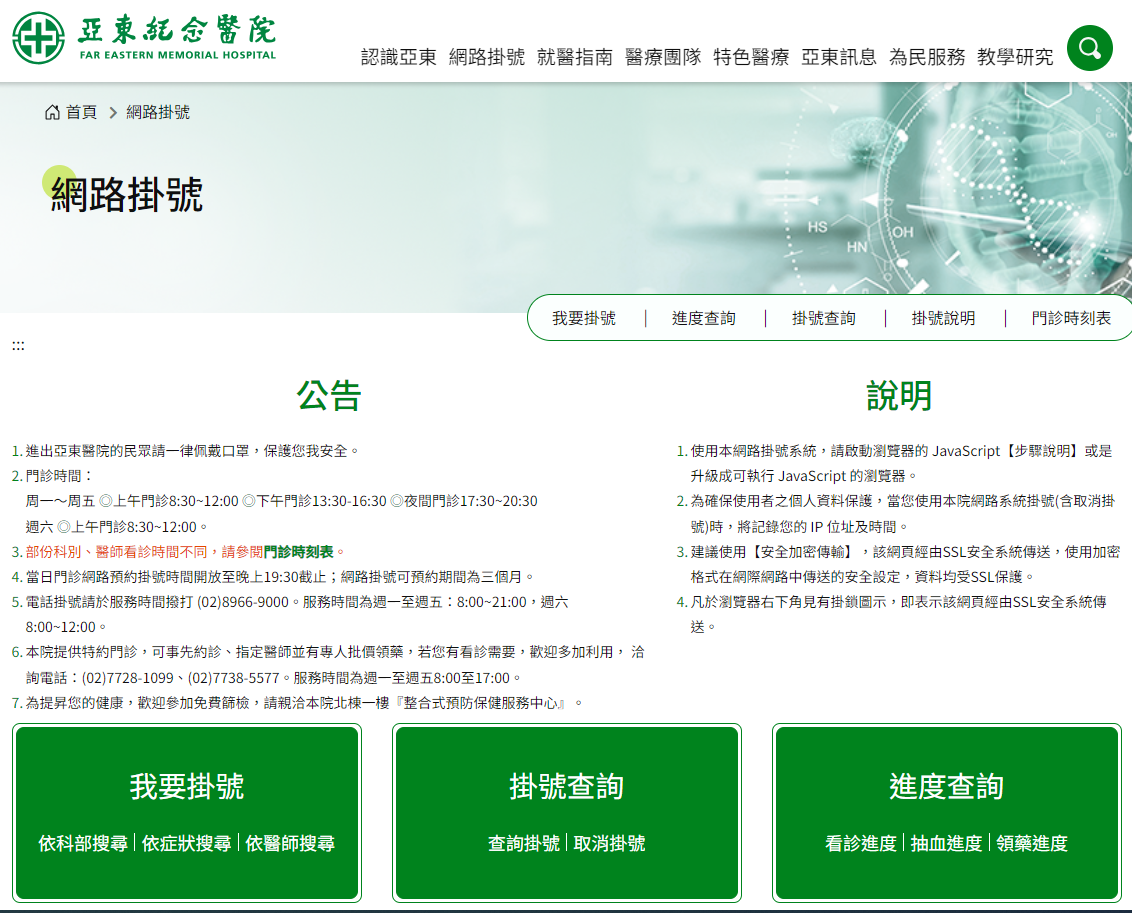 亞東紀念醫院
FAR EASTERN MEMORIAL HOSPITAL
認識亞東 網路掛號 就醫指南 醫療團隊 特色醫療 亞東訊息 為民服務 教學研究
首頁 > 網路掛號
網路掛號
HS
HN
OH
我要掛號 | 進度查詢 | 掛號查詢 | 掛號說明 | 門診時刻表
:::
公告
1. 進出亞東醫院的民眾請一律佩戴口罩，保護您我安全。
2. 門診時間：
周一～周五 ◎上午門診8:30~12:00 ◎下午門診13:30-16:30 ◎夜間門診17:30~20:30
週六 ◎上午門診8:30~12:00。
3. 部份科別、醫師看診時間不同，請參閱門診時刻表。
4. 當日門診網路預約掛號時間開放至晚上19:30截止；網路掛號可預約期間為三個月。
5. 電話掛號請於服務時間撥打 (02)8966-9000。服務時間為週一至週五：8:00~21:00，週六
8:00~12:00。
6. 本院提供特約門診，可事先約診、指定醫師並有專人批價領藥，若您有看診需要，歡迎多加利用， 洽
詢電話：(02)7728-1099、(02)7738-5577。服務時間為週一至週五8:00至17:00。
7. 為提昇您的健康，歡迎參加免費篩檢，請親洽本院北棟一樓『整合式預防保健服務中心』。
說明
1. 使用本網路掛號系統，請啟動瀏覽器的 JavaScript【步驟說明】或是
升級成可執行 JavaScript 的瀏覽器。
2. 為確保使用者之個人資料保護，當您使用本院網路系統掛號(含取消掛
號)時，將記錄您的 IP 位址及時間。
3. 建議使用【安全加密傳輸】，該網頁經由SSL安全系統傳送，使用加密
格式在網際網路中傳送的安全設定，資料均受SSL保護。
4. 凡於瀏覽器右下角見有掛鎖圖示，即表示該網頁經由SSL安全系統傳
送。
我要掛號
依科部搜尋 | 依症狀搜尋 | 依醫師搜尋
掛號查詢
查詢掛號 | 取消掛號
進度查詢
看診進度 | 抽血進度 | 領藥進度